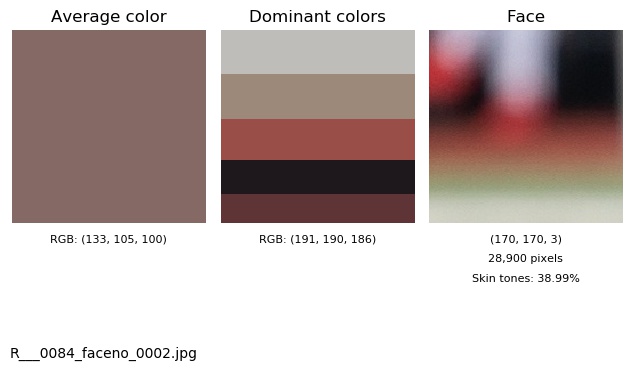 Average color
Dominant colors
Face
RGB: (133, 105, 100)
RGB: (191, 190, 186)
(170, 170, 3)
28,900 pixels
Skin tones: 38.99%
R___0084_faceno_0002.jpg